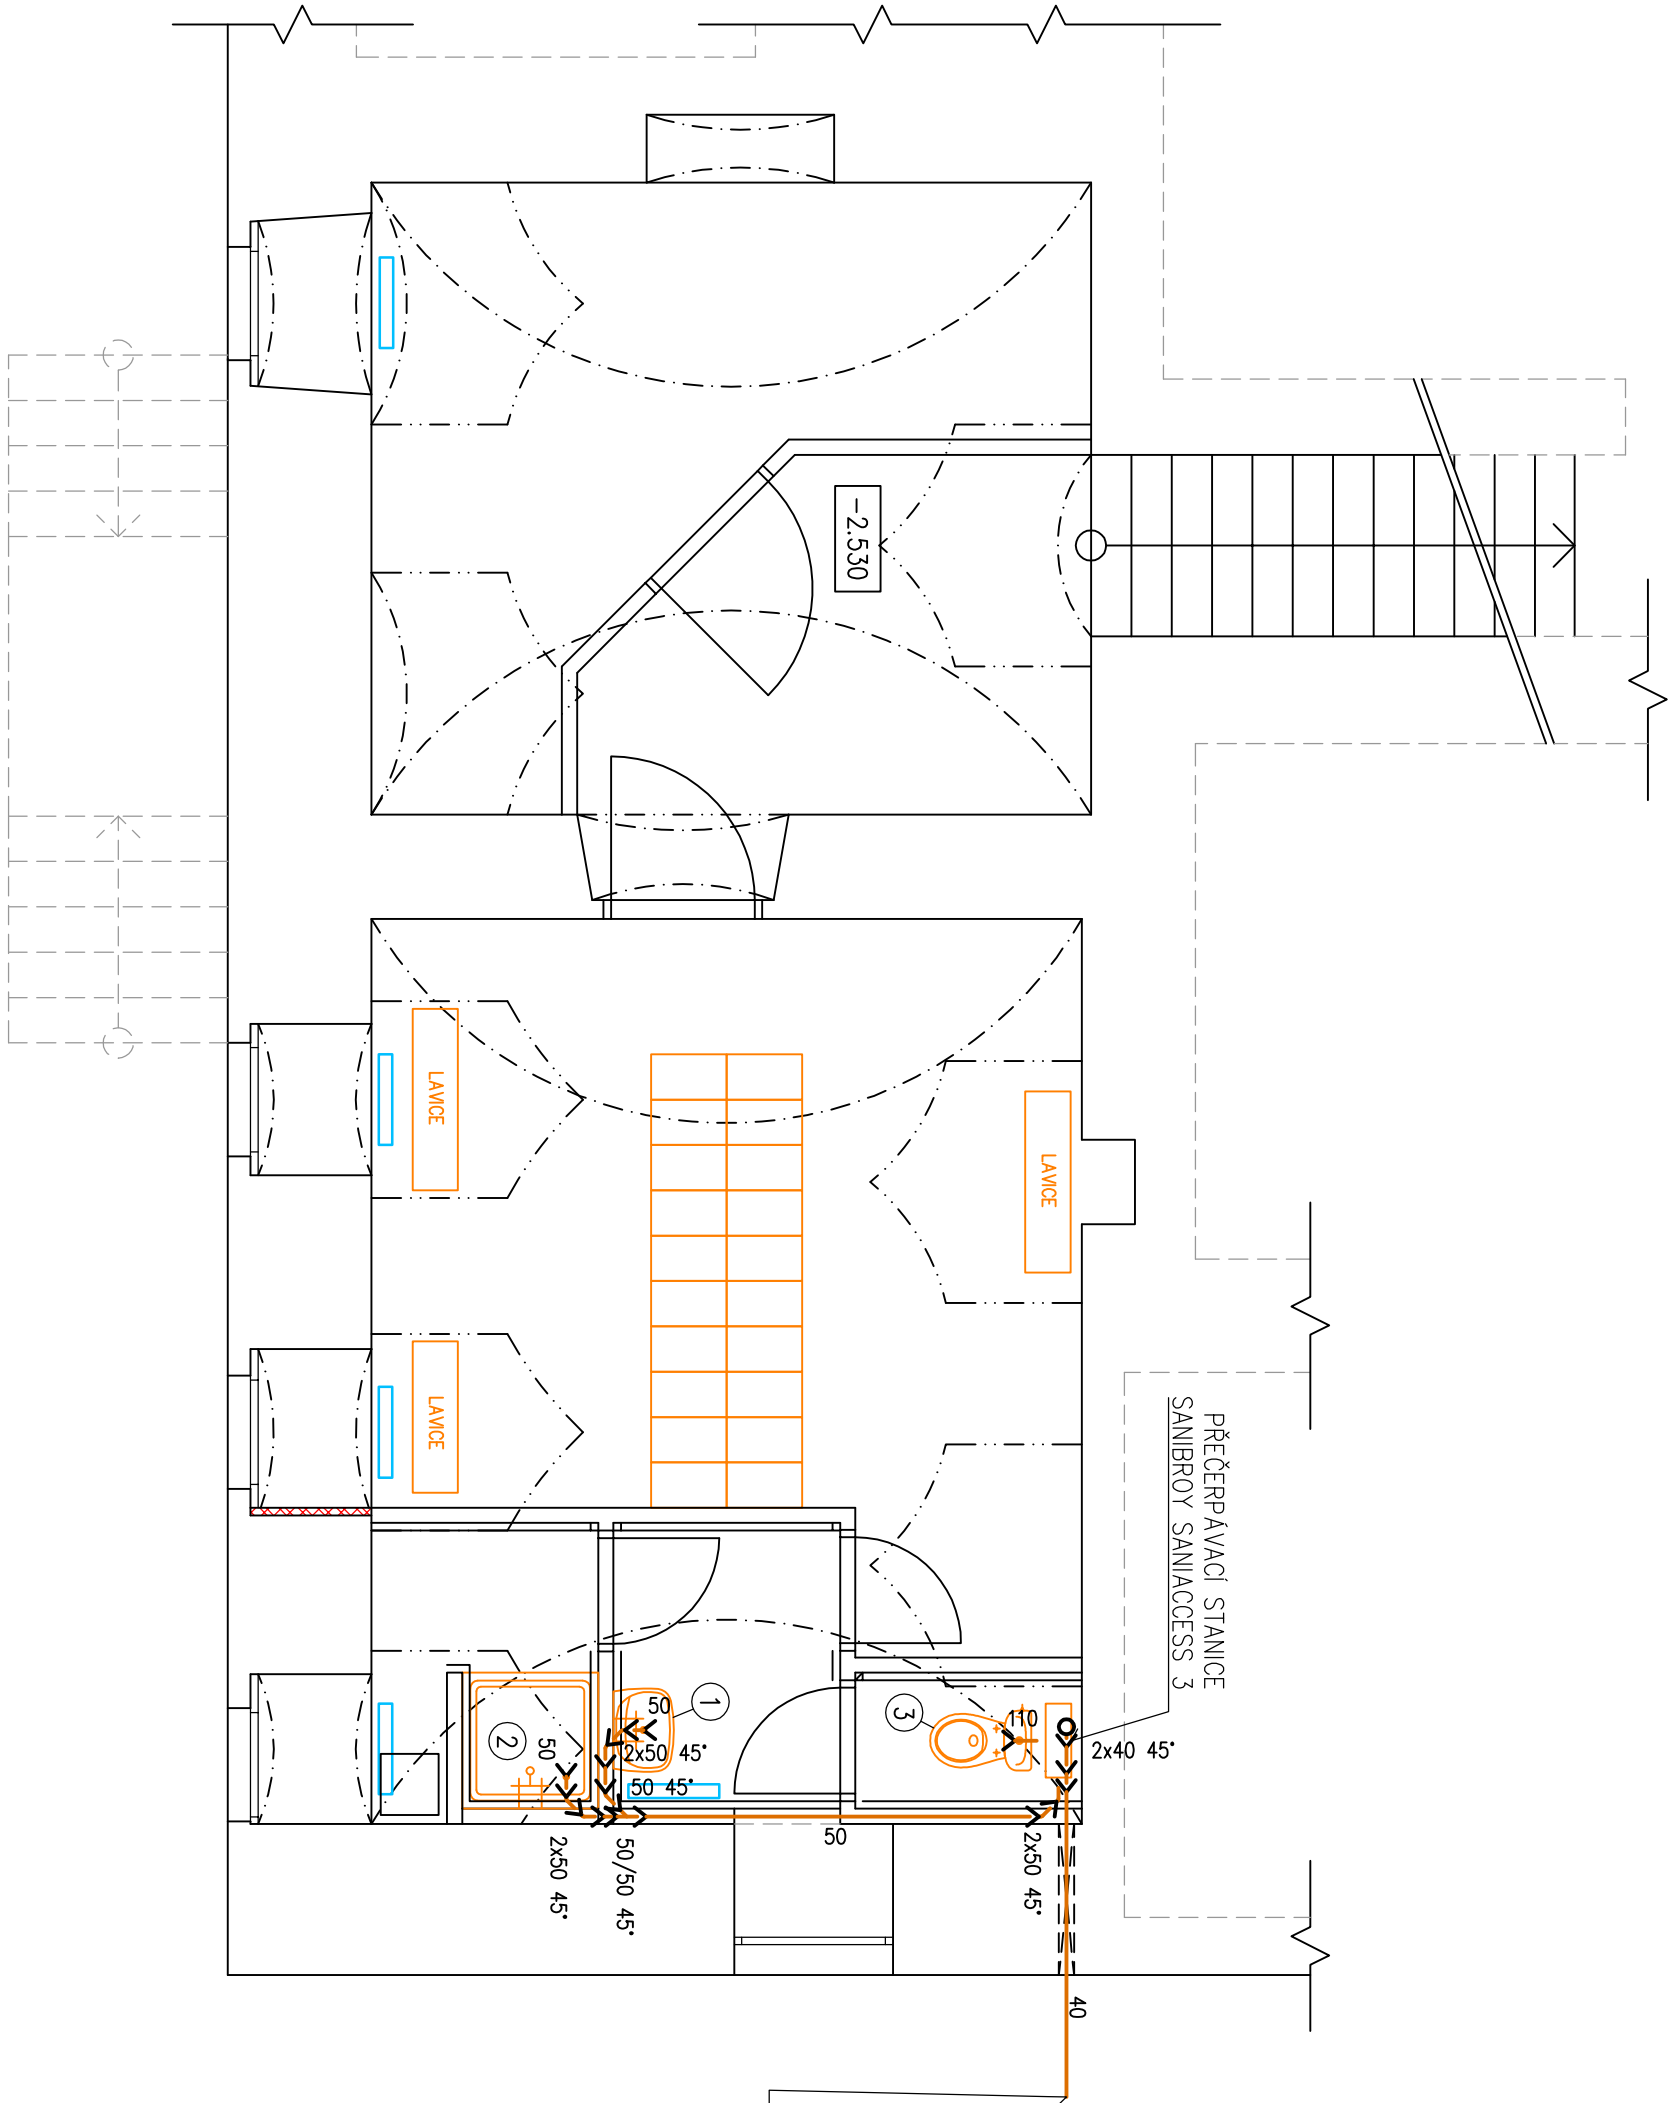 -2.530
LAVICE
LAVICE
LAVICE
PŘEČERPÁVACÍ STANICE
SANIBROY SANIACCESS 3
1
50
2x50 45°
50 45°
2
50
3
110
2x40 45°
50
2x50 45°
50/50 45°
2x50 45°
40